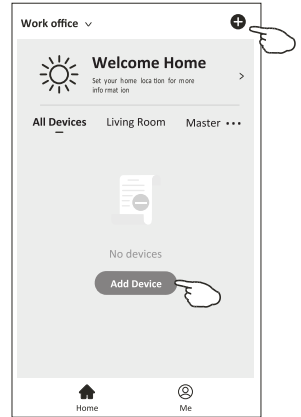 Work office
Welcome Home
Set your home loca tion for more
info rmat ion
All Devices Living Room Master
No devices
Add Device
Home Me